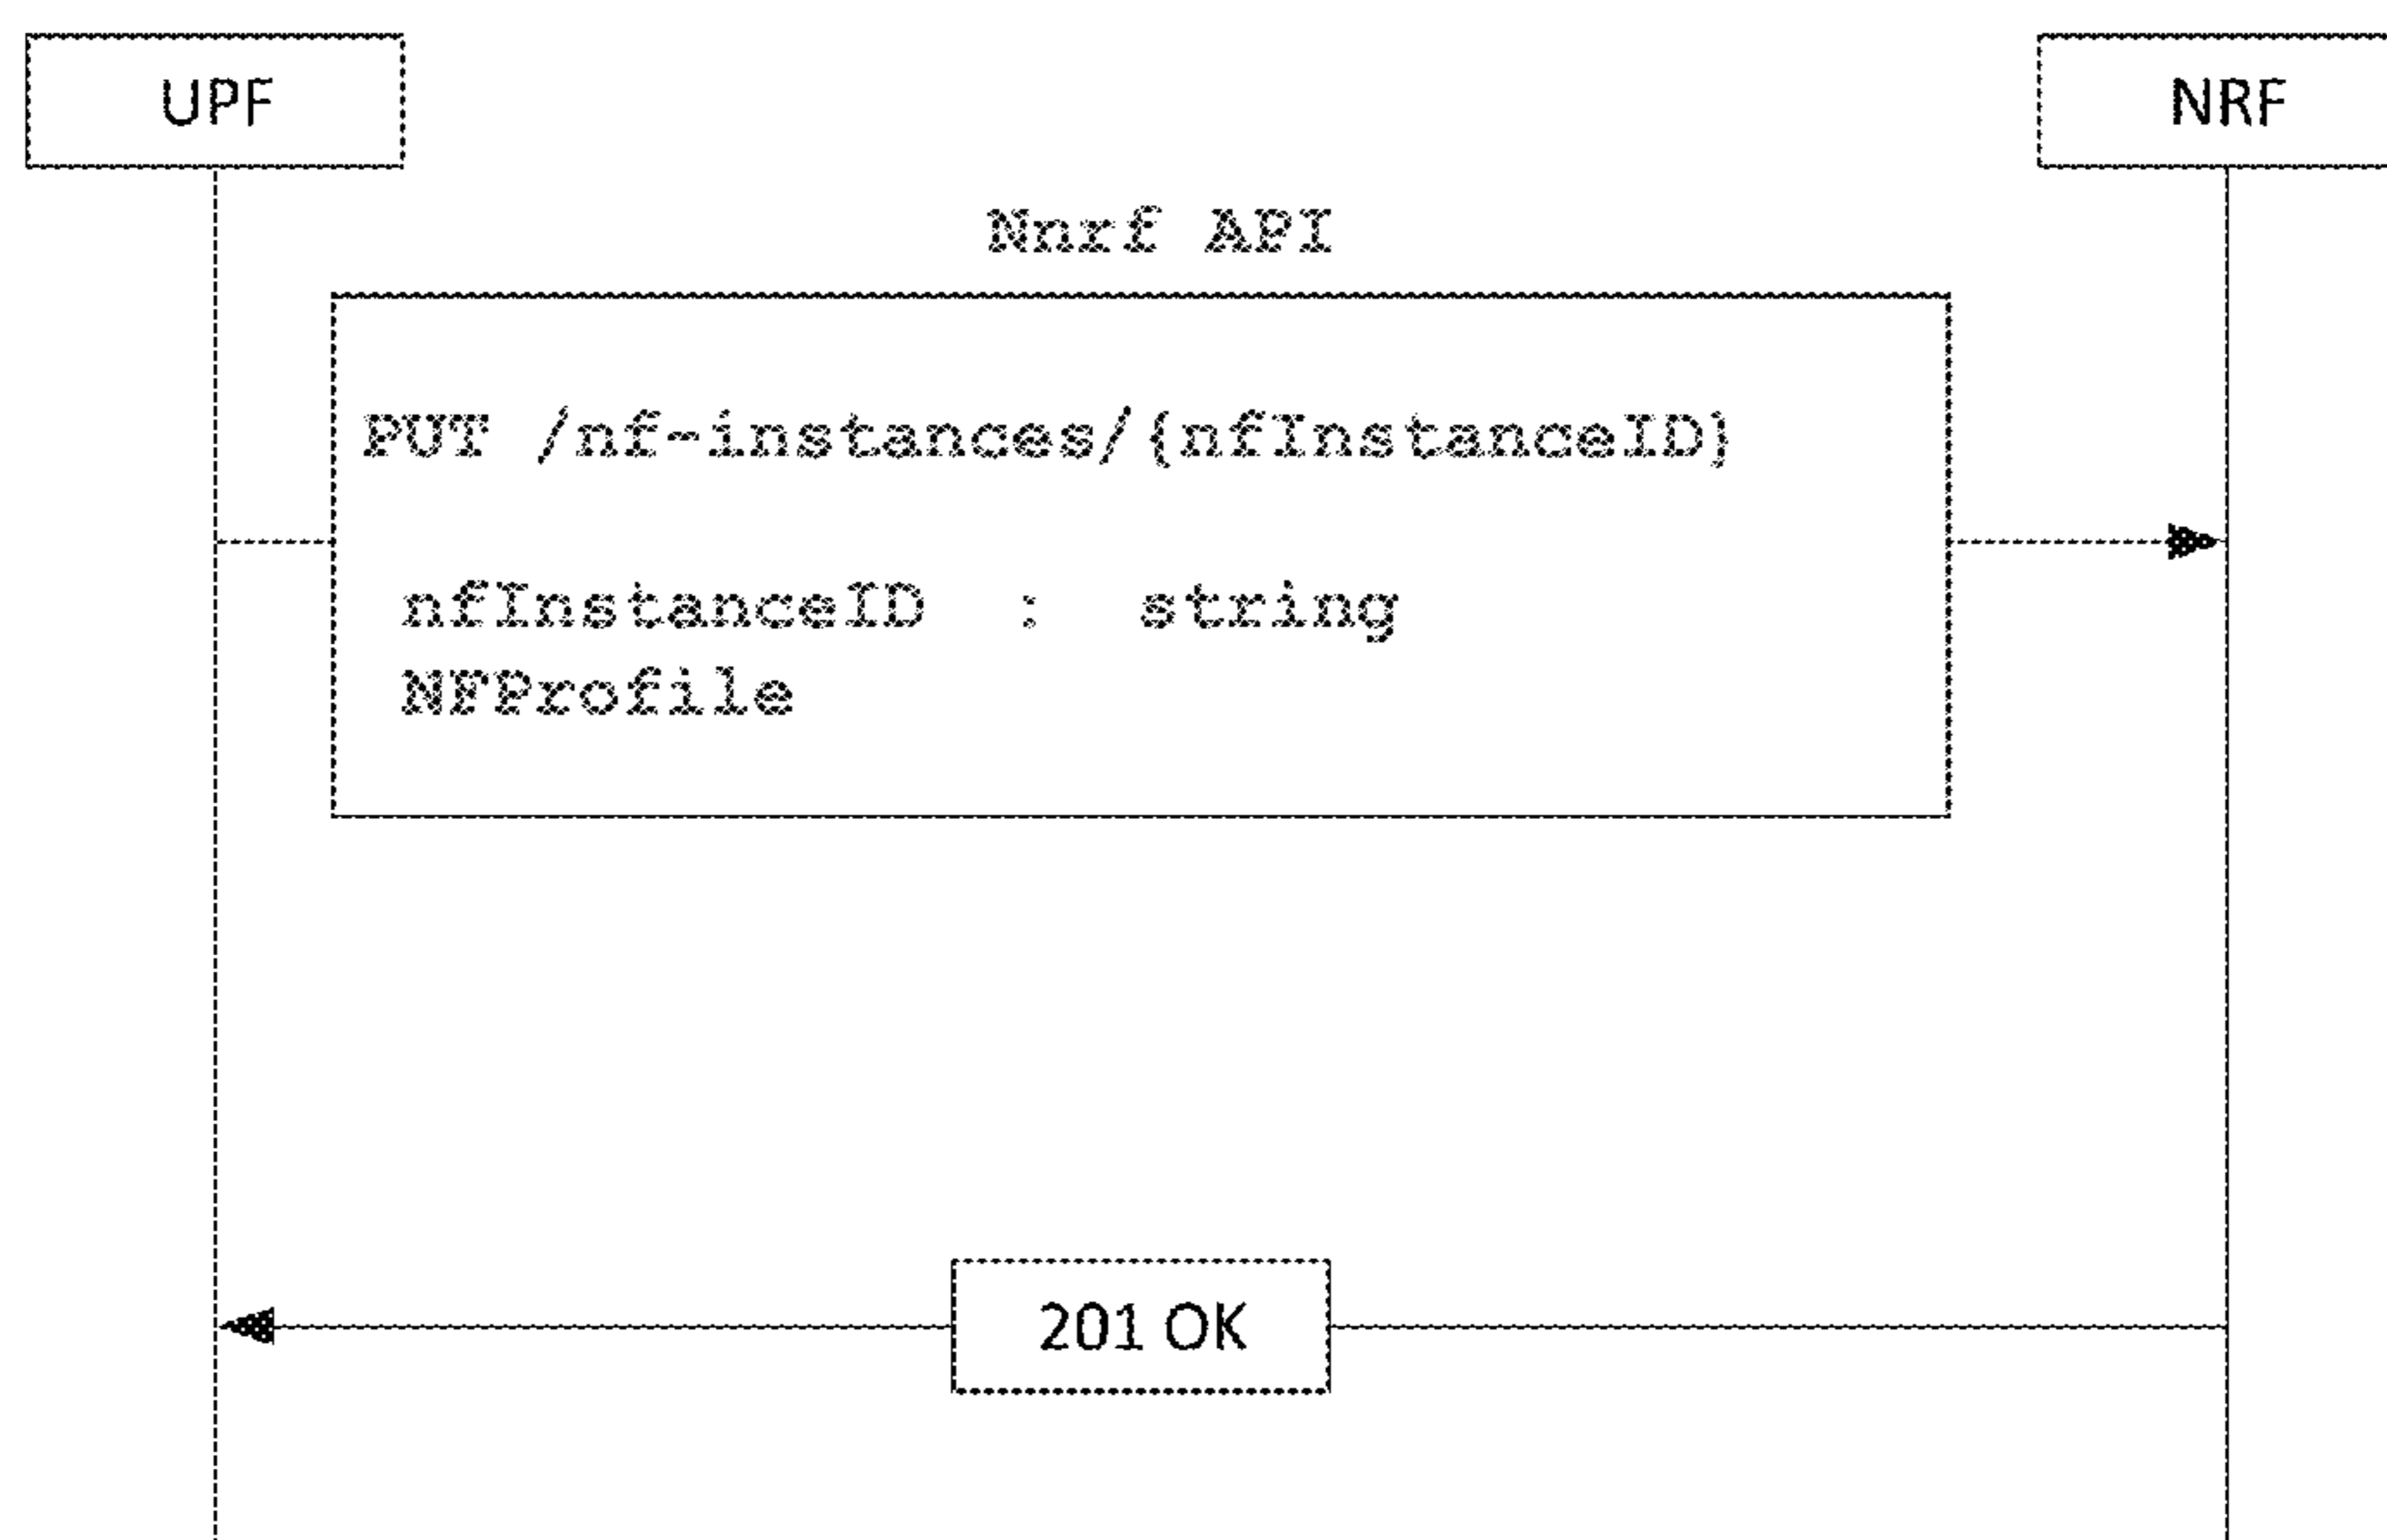 UPF
NRF
Nnrf API
PUT /nf-instances/{nfInstanceID}
nfInstanceID : string
NFProfile
201 OK